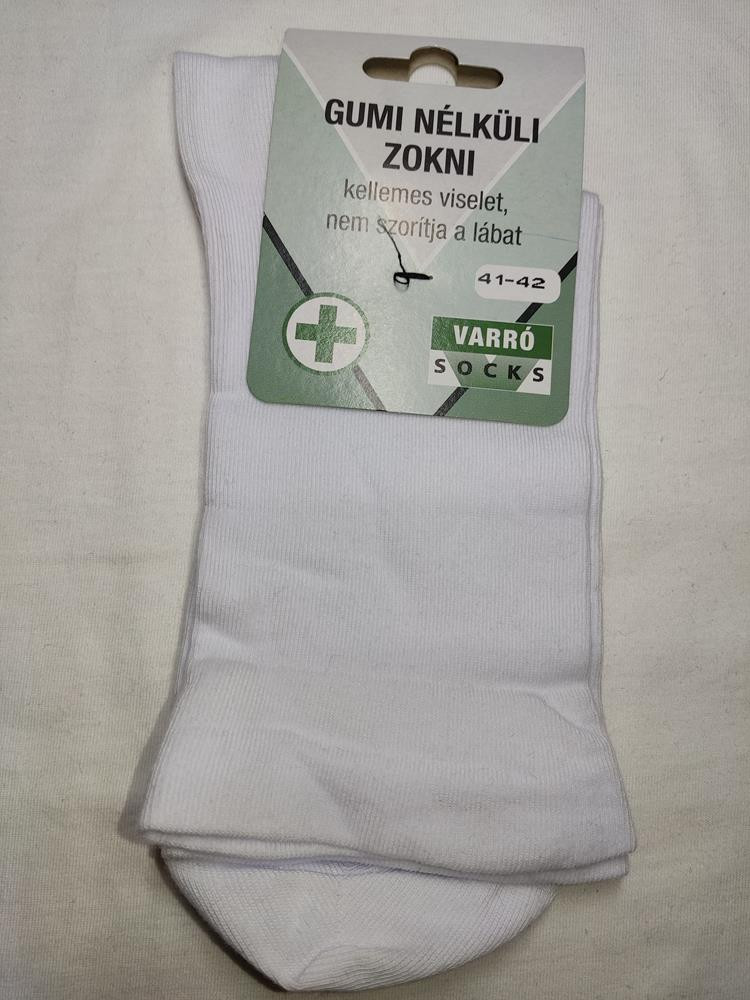 GUMI NÉLKÜLI
ZOKNI
kellemes viselet,
nem szorítja a lábat
41-42
VARRÓ
SOCKS